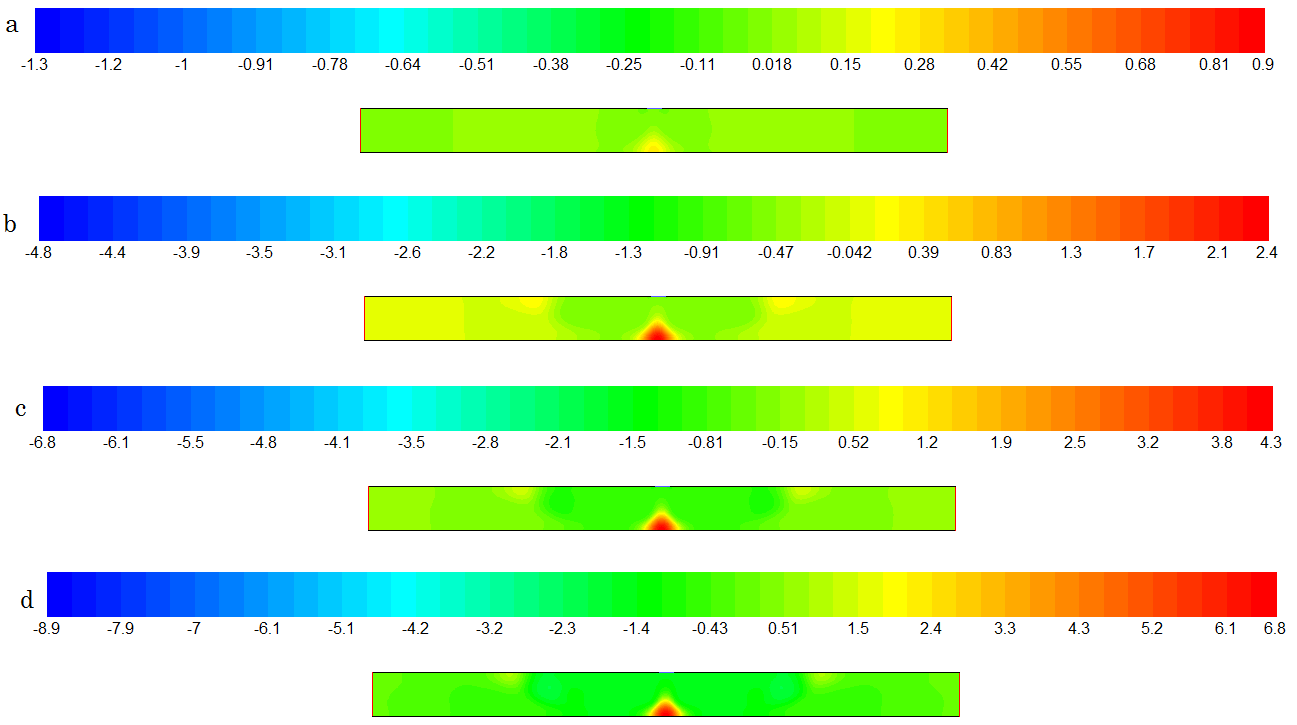 a
-1.3 -1.2 -1 -0.91 -0.78 -0.64 -0.51 -0.38 -0.25 -0.11 0.018 0.15 0.28 0.42 0.55 0.68 0.81 0.9
b
-4.8 -4.4 -3.9 -3.5 -3.1 -2.6 -2.2 -1.8 -1.3 -0.91 -0.47 -0.042 0.39 0.83 1.3 1.7 2.1 2.4
c
-6.8 -6.1 -5.5 -4.8 -4.1 -3.5 -2.8 -2.1 -1.5 -0.81 -0.15 0.52 1.2 1.9 2.5 3.2 3.8 4.3
d
-8.9 -7.9 -7 -6.1 -5.1 -4.2 -3.2 -2.3 -1.4 -0.43 0.51 1.5 2.4 3.3 4.3 5.2 6.1 6.8